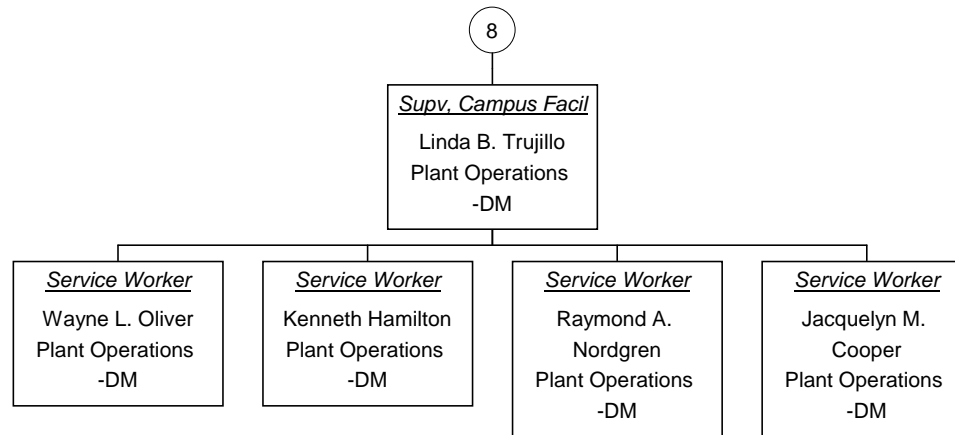 8
Supv, Campus Facil
Linda B. Trujillo
Plant Operations
-DM
Service Worker
Wayne L. Oliver
Plant Operations
-DM
Service Worker
Kenneth Hamilton
Plant Operations
-DM
Service Worker
Raymond A.
Nordgren
Plant Operations
-DM
Service Worker
Jacquelyn M.
Cooper
Plant Operations
-DM